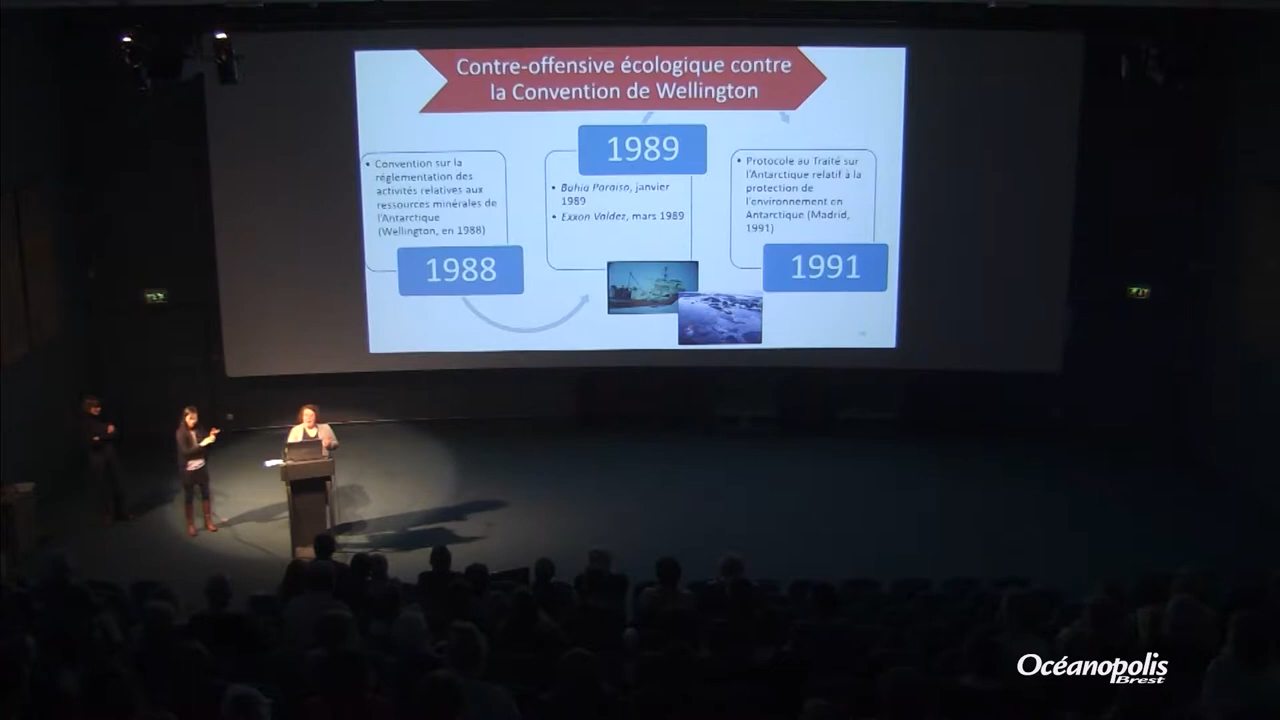 Contre-offensive écologique contre
la Convention de Wellington
• Convention sur la
réglementation des
activités relatives aux
ressources minérales de
l'Antarctique
(Wellington, en 1988)
1988
1989
• Bahia Paraiso, janvier
1989
• Exxon Valdez, mars 1989
• Protocole au Traité sur
l'Antarctique relatif à la
protection de
l'environnement en
Antarctique (Madrid,
1991)
1991
Océanopolis
Brest